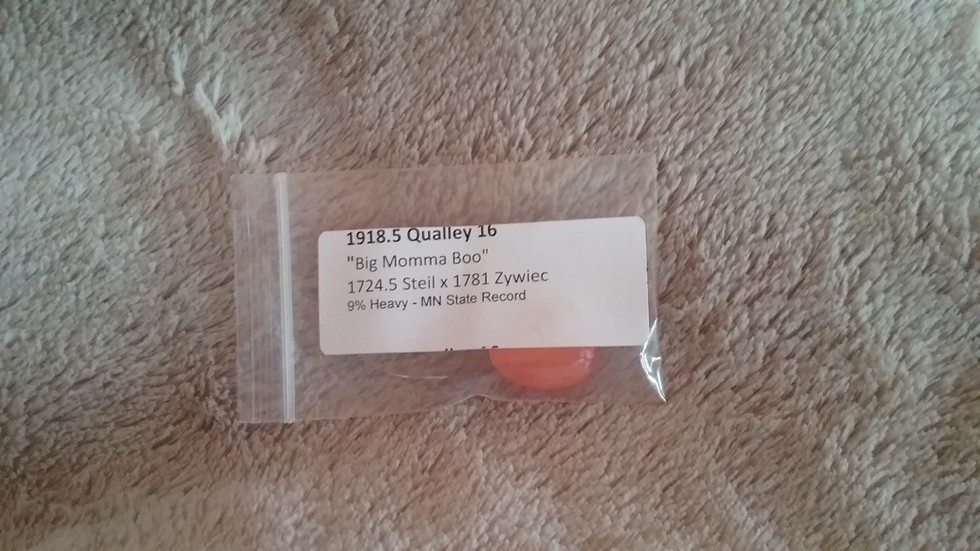 1918.5 Qualley 16
"Big Momma Boo"
1724.5 Steil x 1781 Zywiec
9% Heavy - MN State Record